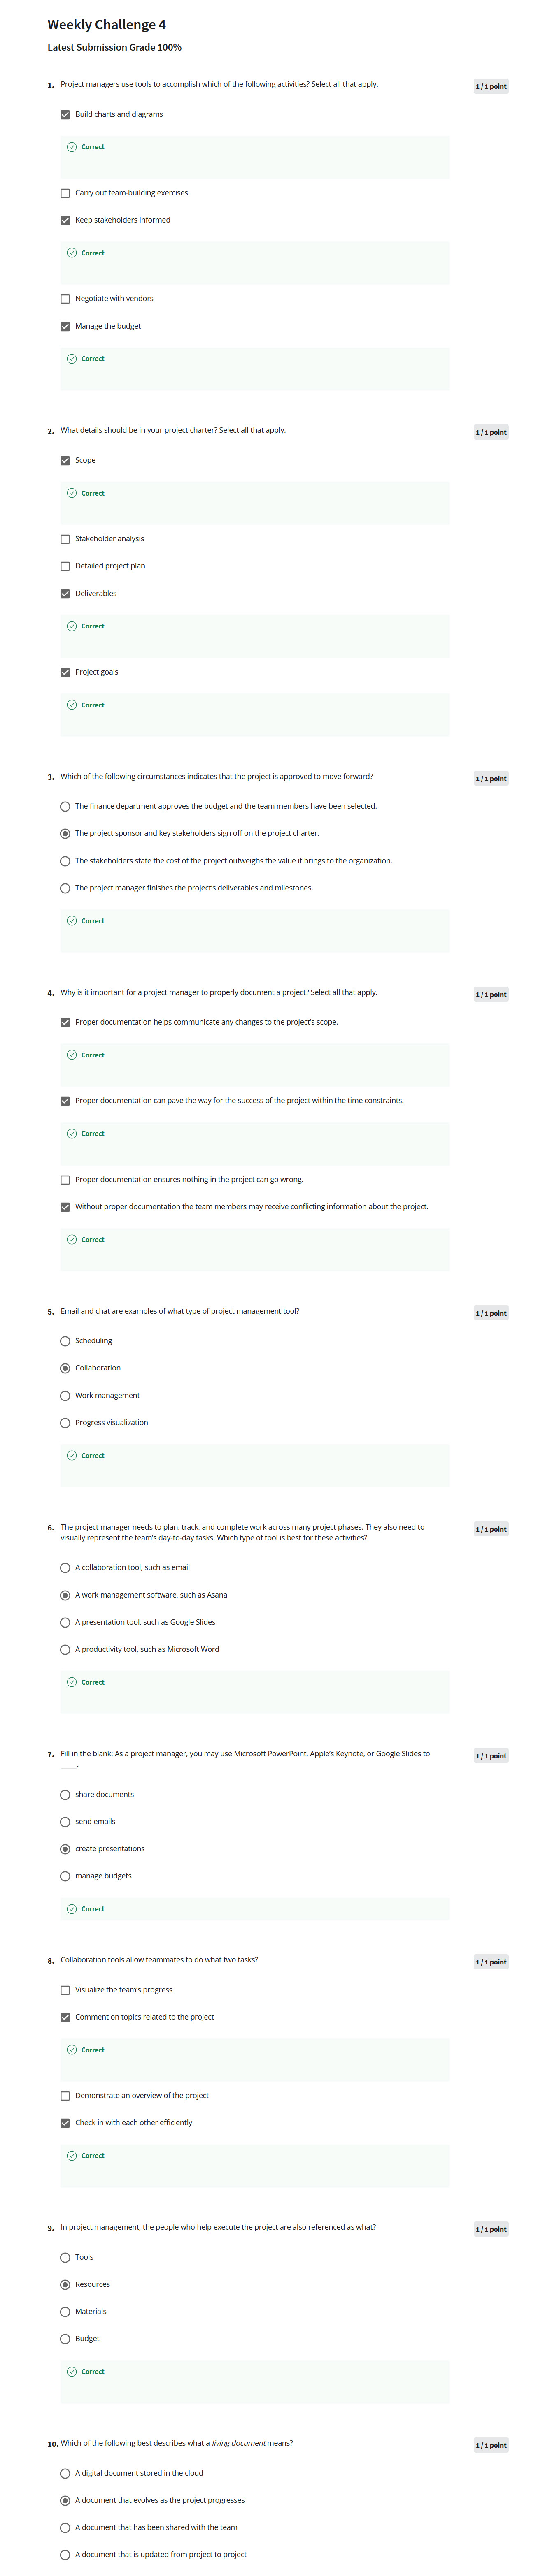 Weekly Challenge 4
Latest Submission Grade 100%
1. Project managers use tools to accomplish which of the following activities? Select all that apply.
1 / 1 point
Build charts and diagrams
Correct
Carry out team-building exercises
Keep stakeholders informed
Correct
Negotiate with vendors
Manage the budget
Correct
2. What details should be in your project charter? Select all that apply.
1 / 1 point
Scope
Correct
Stakeholder analysis
Detailed project plan
Deliverables
Correct
Project goals
Correct
3. Which of the following circumstances indicates that the project is approved to move forward?
1 / 1 point
The finance department approves the budget and the team members have been selected.
The project sponsor and key stakeholders sign off on the project charter.
The stakeholders state the cost of the project outweighs the value it brings to the organization.
The project manager finishes the project's deliverables and milestones.
Correct
4. Why is it important for a project manager to properly document a project? Select all that apply.
1 / 1 point
Proper documentation helps communicate any changes to the project's scope.
Correct
Proper documentation can pave the way for the success of the project within the time constraints.
Correct
Proper documentation ensures nothing in the project can go wrong.
Without proper documentation the team members may receive conflicting information about the project.
Correct
5. Email and chat are examples of what type of project management tool?
1 / 1 point
Scheduling
Collaboration
Work management
Progress visualization
Correct
6. The project manager needs to plan, track, and complete work across many project phases. They also need to
visually represent the team's day-to-day tasks. Which type of tool is best for these activities?
1 / 1 point
A collaboration tool, such as email
A work management software, such as Asana
A presentation tool, such as Google Slides
A productivity tool, such as Microsoft Word
Correct
7. Fill in the blank: As a project manager, you may use Microsoft PowerPoint, Apple's Keynote, or Google Slides to
_____.
1 / 1 point
share documents
send emails
create presentations
manage budgets
Correct
8. Collaboration tools allow teammates to do what two tasks?
1 / 1 point
Visualize the team's progress
Comment on topics related to the project
Correct
Demonstrate an overview of the project
Check in with each other efficiently
Correct
9. In project management, the people who help execute the project are also referenced as what?
1 / 1 point
Tools
Resources
Materials
Budget
Correct
10. Which of the following best describes what a living document means?
1 / 1 point
A digital document stored in the cloud
A document that evolves as the project progresses
A document that has been shared with the team
A document that is updated from project to project